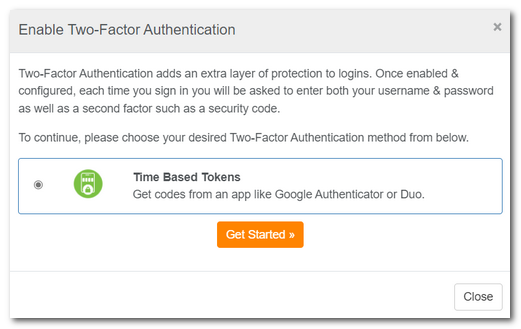 Enable Two-Factor Authentication
×
Two-Factor Authentication adds an extra layer of protection to logins. Once enabled &
configured, each time you sign in you will be asked to enter both your username & password
as well as a second factor such as a security code.
To continue, please choose your desired Two-Factor Authentication method from below.
Time Based Tokens
Get codes from an app like Google Authenticator or Duo.
Get Started »
Close